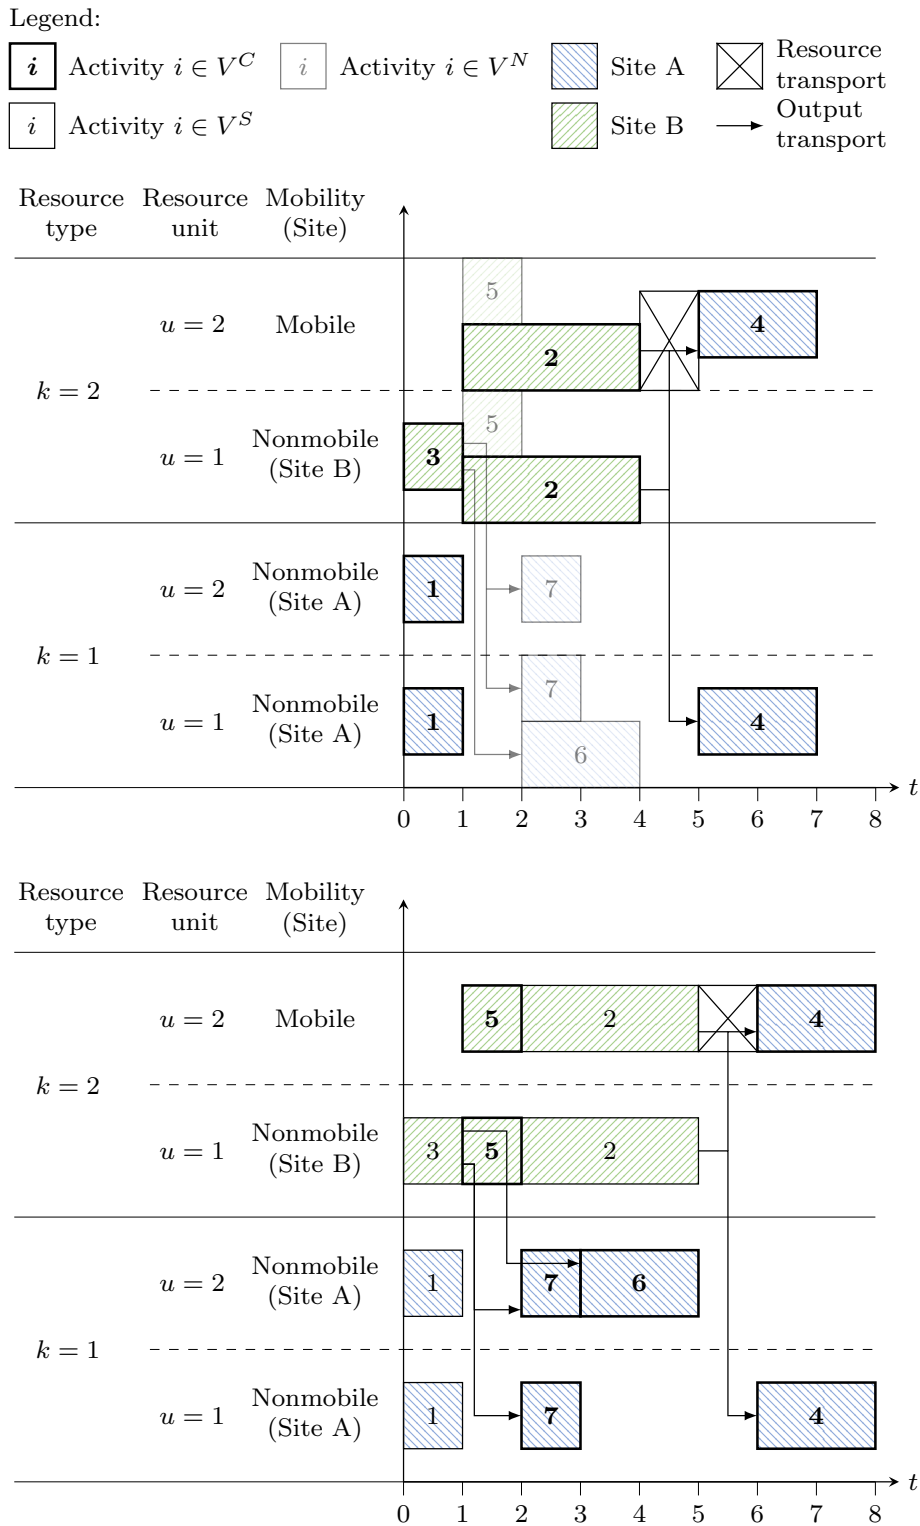 Legend:
i Activity i ∈ V^C i Activity i ∈ V^N Site A Resource transport
i Activity i ∈ V^S Site B Output transport
Resource type Resource unit Mobility (Site)
5
u = 2 Mobile 4
2
k = 2
5
u = 1 Nonmobile (Site B) 3
2
u = 2 Nonmobile (Site A) 1 7
k = 1
7
u = 1 Nonmobile (Site A) 1 4
6
t
0 1 2 3 4 5 6 7 8
Resource type Resource unit Mobility (Site)
u = 2 Mobile 5 2 4
k = 2
u = 1 Nonmobile (Site B) 3 5 2
u = 2 Nonmobile (Site A) 1 7 6
k = 1
u = 1 Nonmobile (Site A) 1 7 4
t
0 1 2 3 4 5 6 7 8